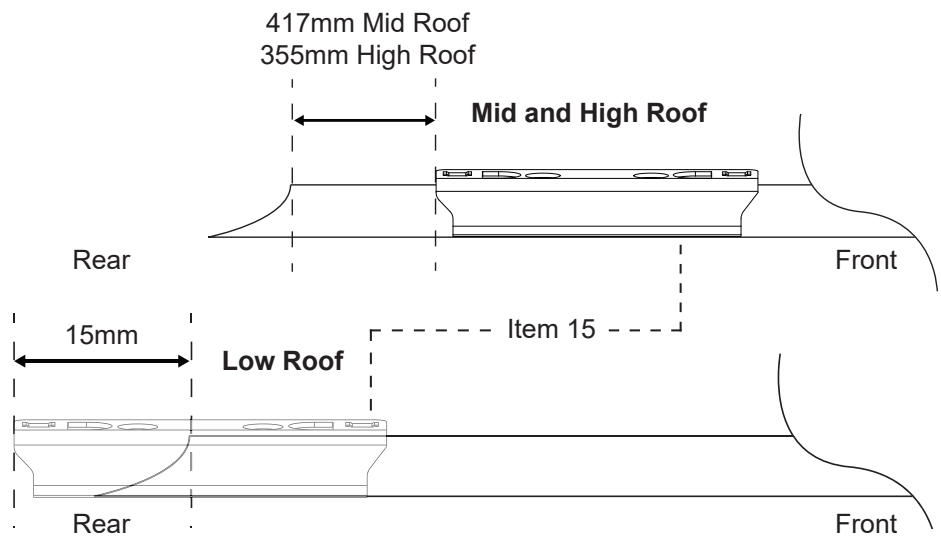 417mm Mid Roof
355mm High Roof
Mid and High Roof
Rear
Front
Item 15
15mm
Low Roof
Rear
Front